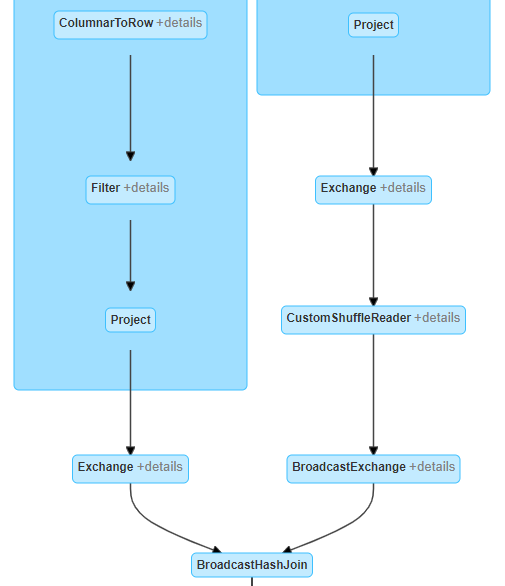 ColumnarToRow +details
Project
Filter +details
Exchange +details
Project
CustomShuffleReader +details
Exchange +details
BroadcastExchange +details
BroadcastHashJoin